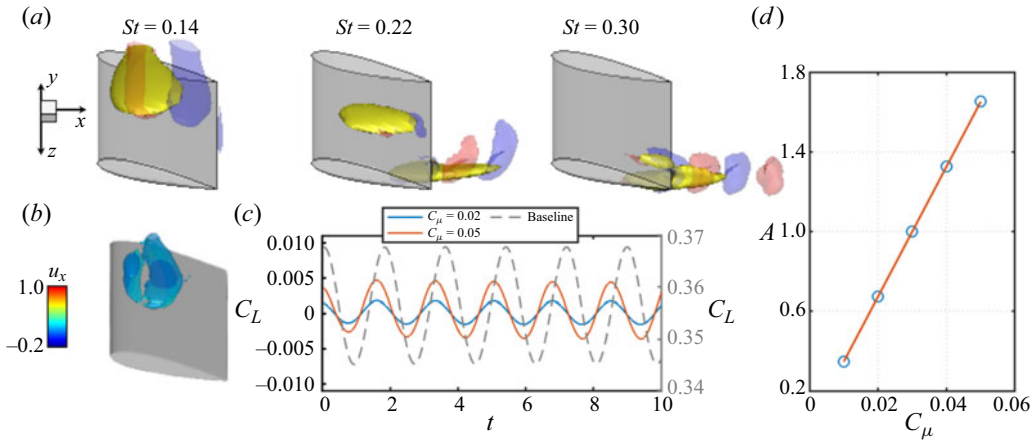 (a) St = 0.14 St = 0.22 St = 0.30 (d)
y
x
z
(b) (c)
C_μ = 0.02 Baseline
C_μ = 0.05
u_x
1.0
–0.2
0.010
0.005
0
–0.005
–0.010
C_L
0.37
0.36
0.35
0.34
C_L
0 2 4 6 8 10
t
1.8
1.4
1.0
0.6
0.2
A
0 0.02 0.04 0.06
C_μ